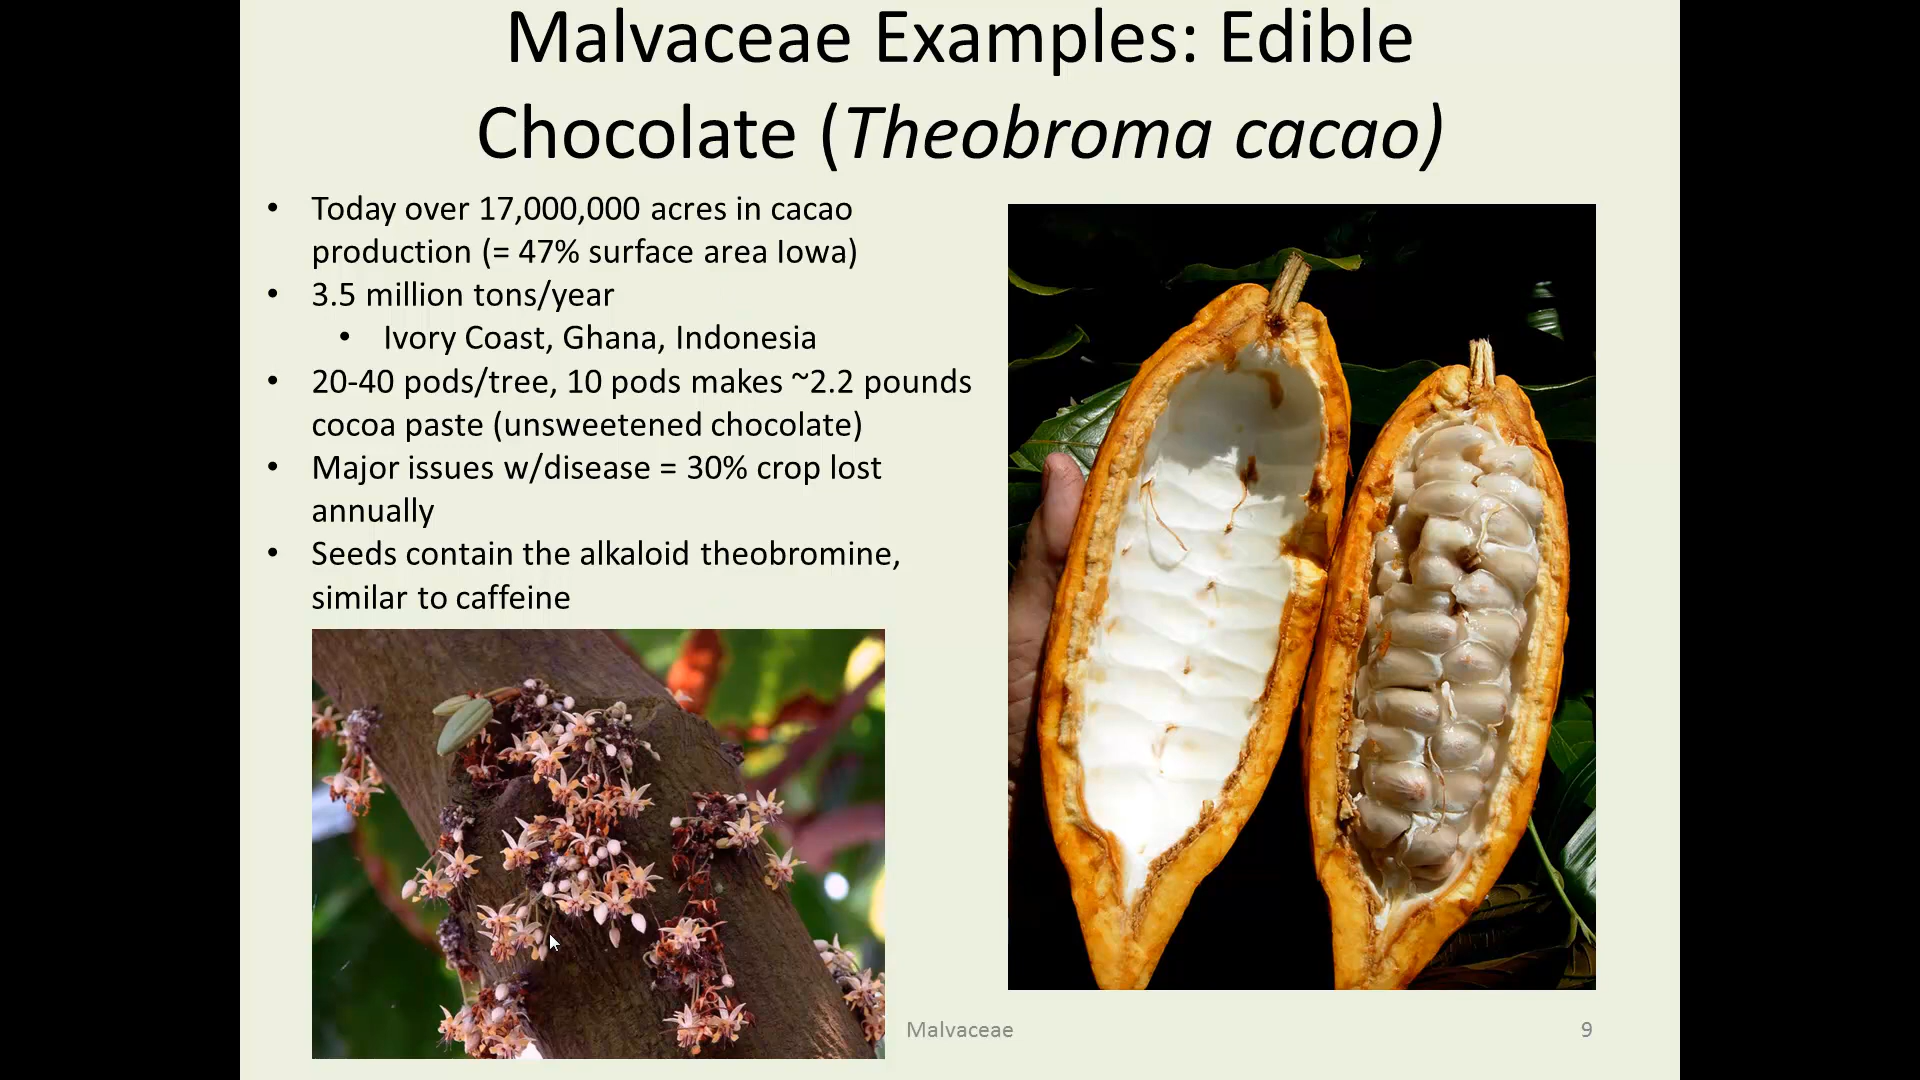 Malvaceae Examples: Edible
Chocolate (Theobroma cacao)
• Today over 17,000,000 acres in cacao
production (= 47% surface area Iowa)
• 3.5 million tons/year
• Ivory Coast, Ghana, Indonesia
• 20-40 pods/tree, 10 pods makes ~2.2 pounds
cocoa paste (unsweetened chocolate)
• Major issues w/disease = 30% crop lost
annually
• Seeds contain the alkaloid theobromine,
similar to caffeine
Malvaceae
9